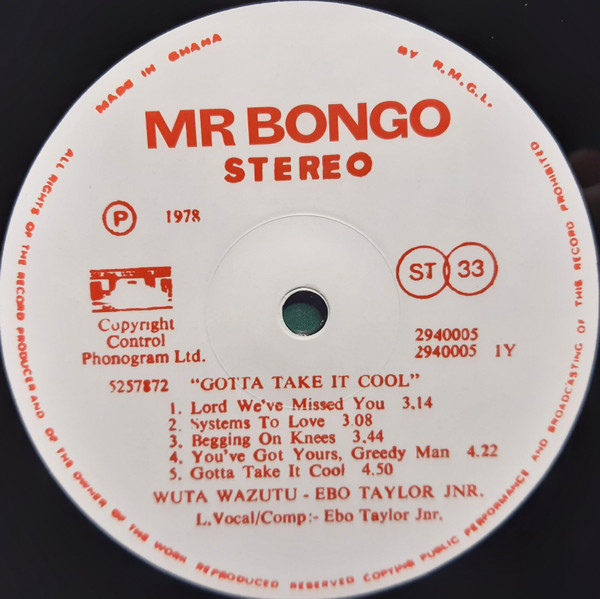 MADE IN GHANA
BY R.M.G.L.
MR BONGO
STEREO
P 1978
ST 33
Copyright
Control
Phonogram Ltd.
2940005
2940005 1Y
5257872 "GOTTA TAKE IT COOL"
1. Lord We've Missed You 3.14
2. Systems To Love 3.08
3. Begging On Knees 3.44
4. You've Got Yours, Greedy Man 4.22
5. Gotta Take It Cool 4.50
WUTA WAZUTU - EBO TAYLOR JNR.
L.Vocal/Comp:- Ebo Taylor Jnr.
ALL RIGHTS OF THE RECORD PRODUCER AND OF THE OWNER OF THE WORK REPRODUCED RESERVED COPYING PUBLIC PERFORMANCE AND BROADCASTING OF THIS RECORD PROHIBITED